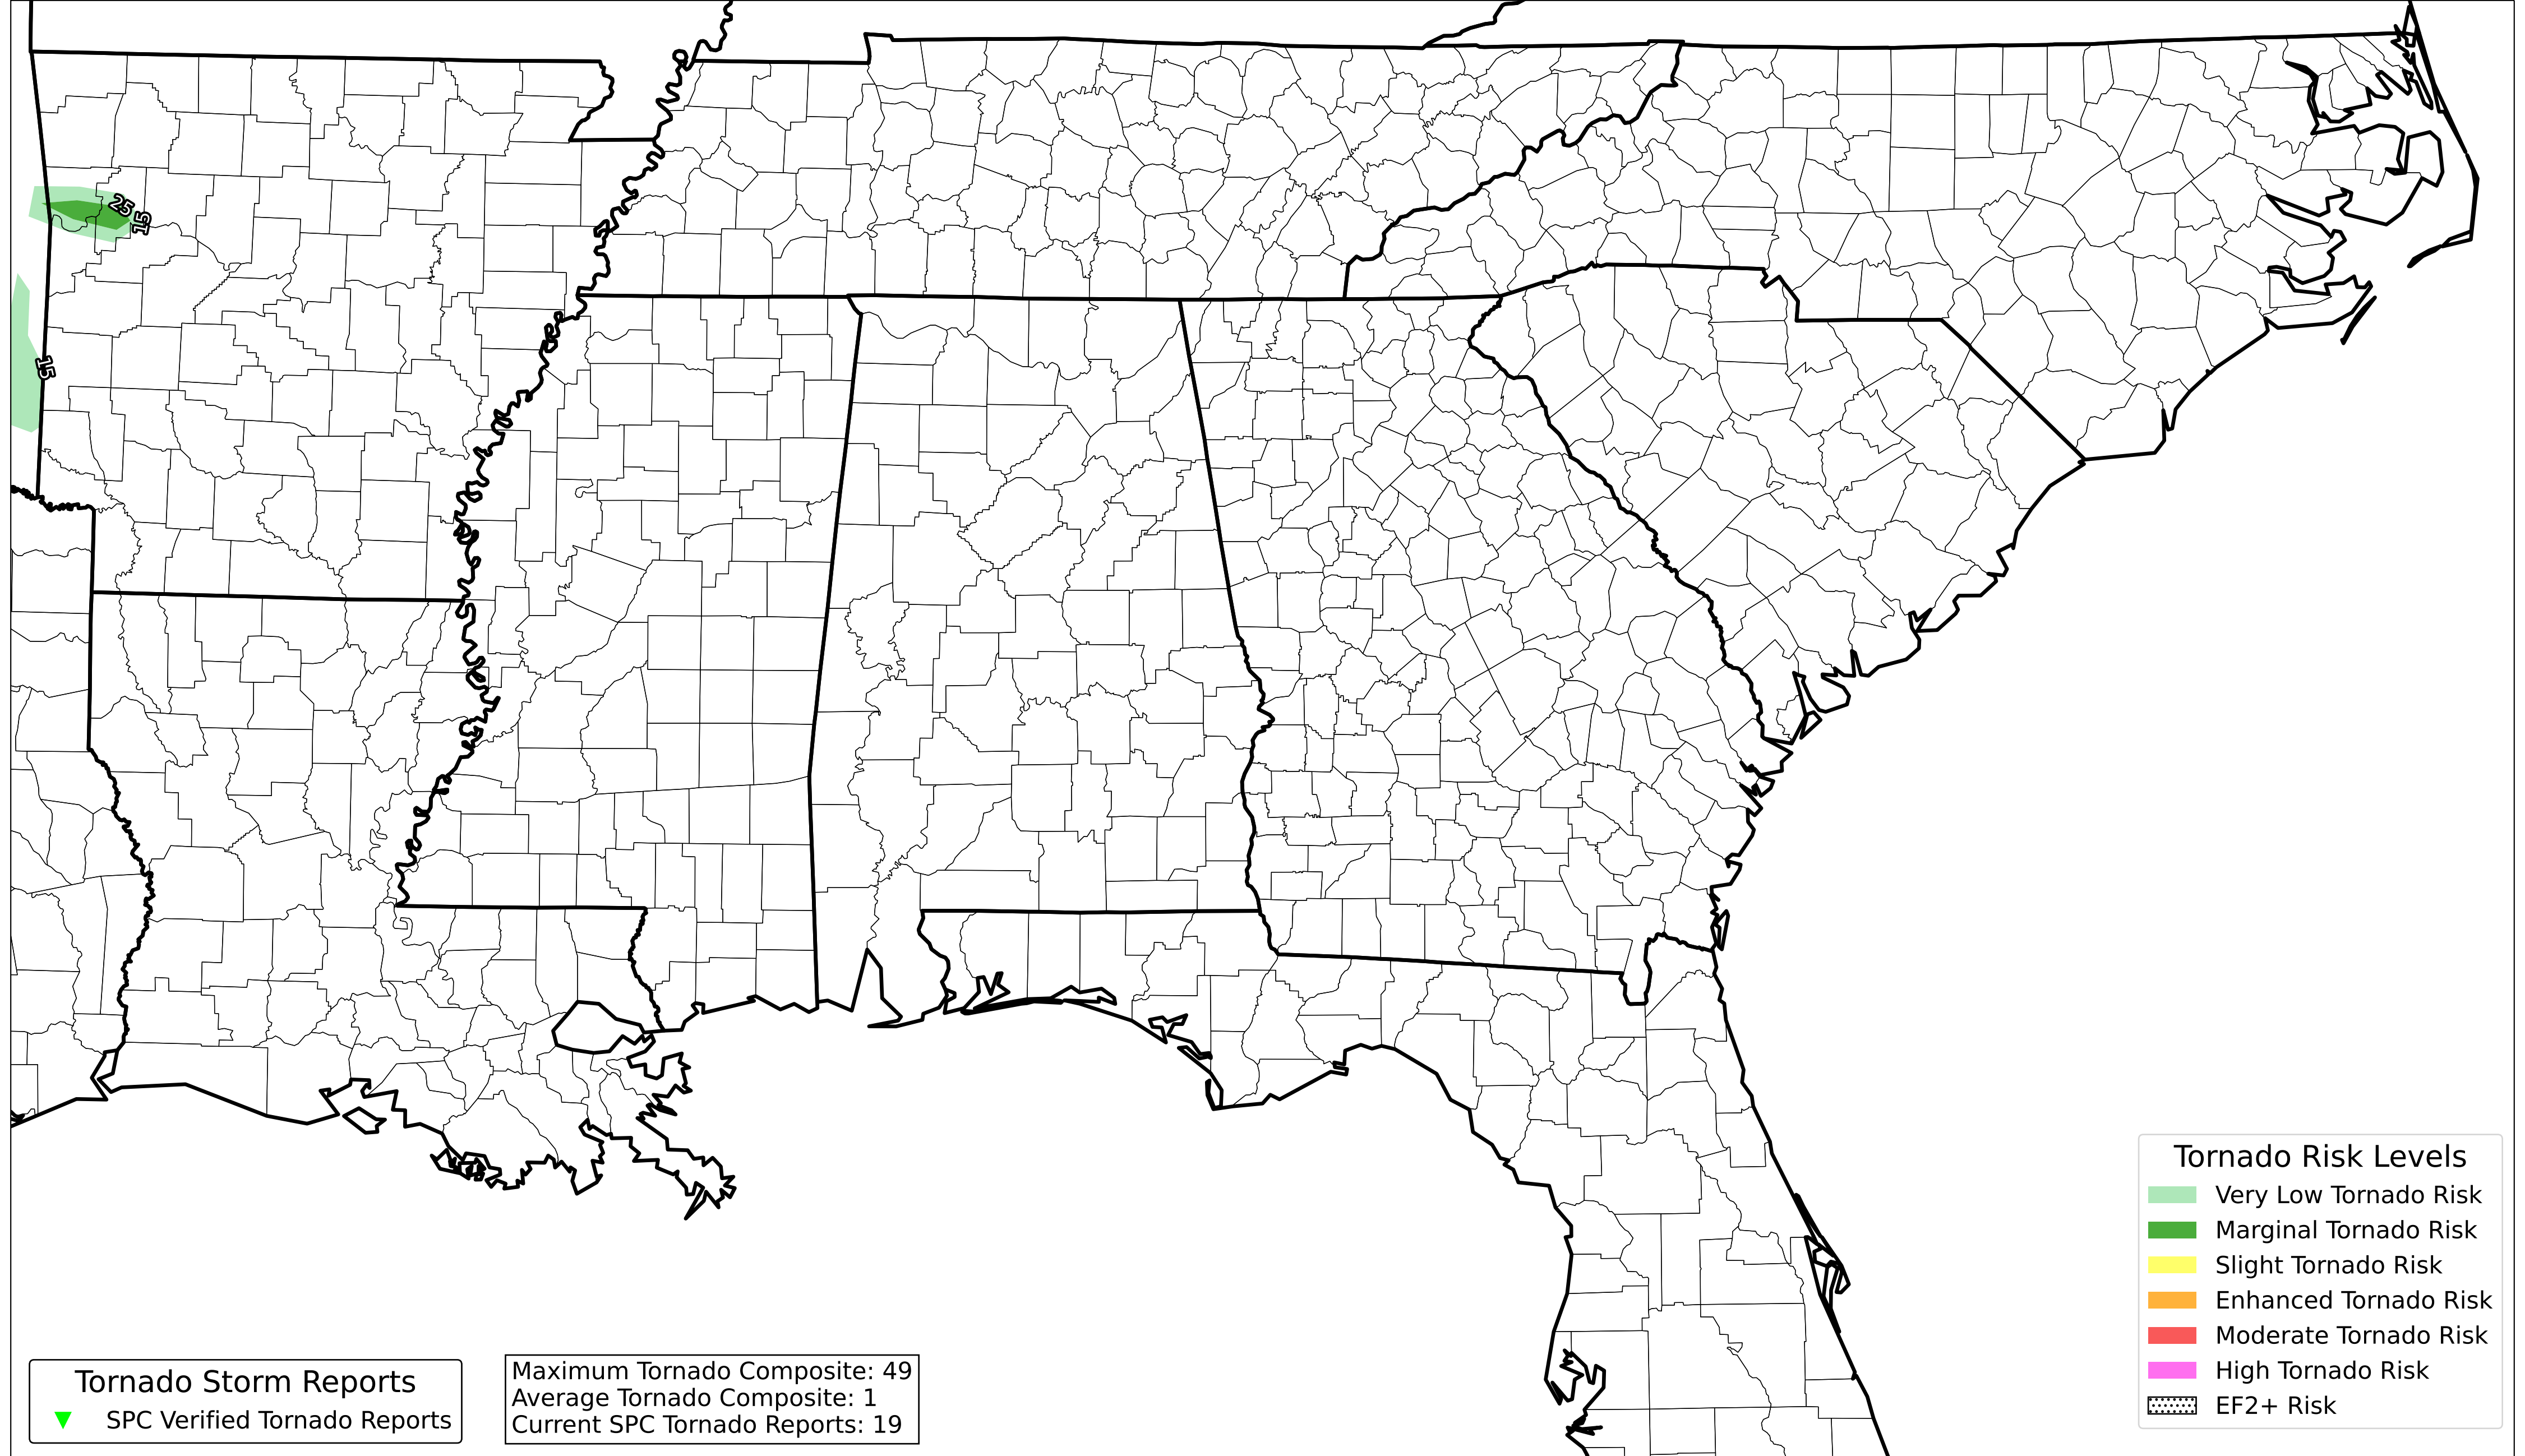 25
15
15
Tornado Risk Levels
Very Low Tornado Risk
Marginal Tornado Risk
Slight Tornado Risk
Enhanced Tornado Risk
Moderate Tornado Risk
High Tornado Risk
EF2+ Risk
Tornado Storm Reports
SPC Verified Tornado Reports
Maximum Tornado Composite: 49
Average Tornado Composite: 1
Current SPC Tornado Reports: 19